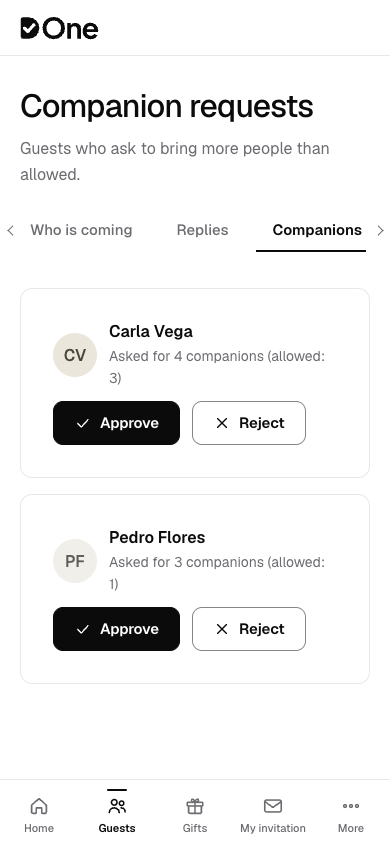 DOne
Companion requests
Guests who ask to bring more people than
allowed.
Who is coming
Replies
Companions
CV
Carla Vega
Asked for 4 companions (allowed:
3)
Approve
Reject
PF
Pedro Flores
Asked for 3 companions (allowed:
1)
Approve
Reject
Home
Guests
Gifts
My invitation
More